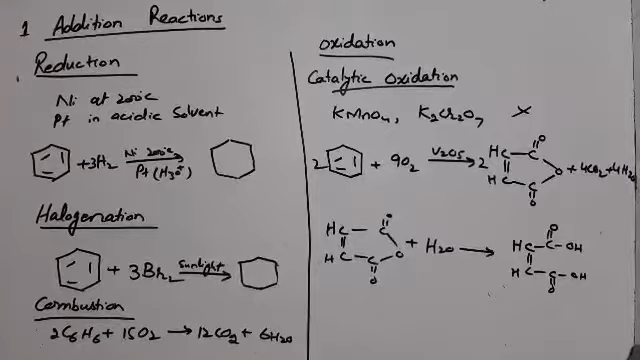 1 Addition Reactions
Reduction
Ni at 200°C
Pt in acidic solvent
+ 3H2 Ni 200°C
Pt (H3O+)
Halogenation
+ 3Br2 Sunlight
Combustion
2C6H6 + 15O2 → 12CO2 + 6H2O
Oxidation
Catalytic Oxidation
KMnO4, K2Cr2O7 ×
2 + 9O2 V2O5 2 HC C O O HC C O + 4CO2 + 4H2O
HC C O O HC C O + H2O → HC C OH O HC C OH O